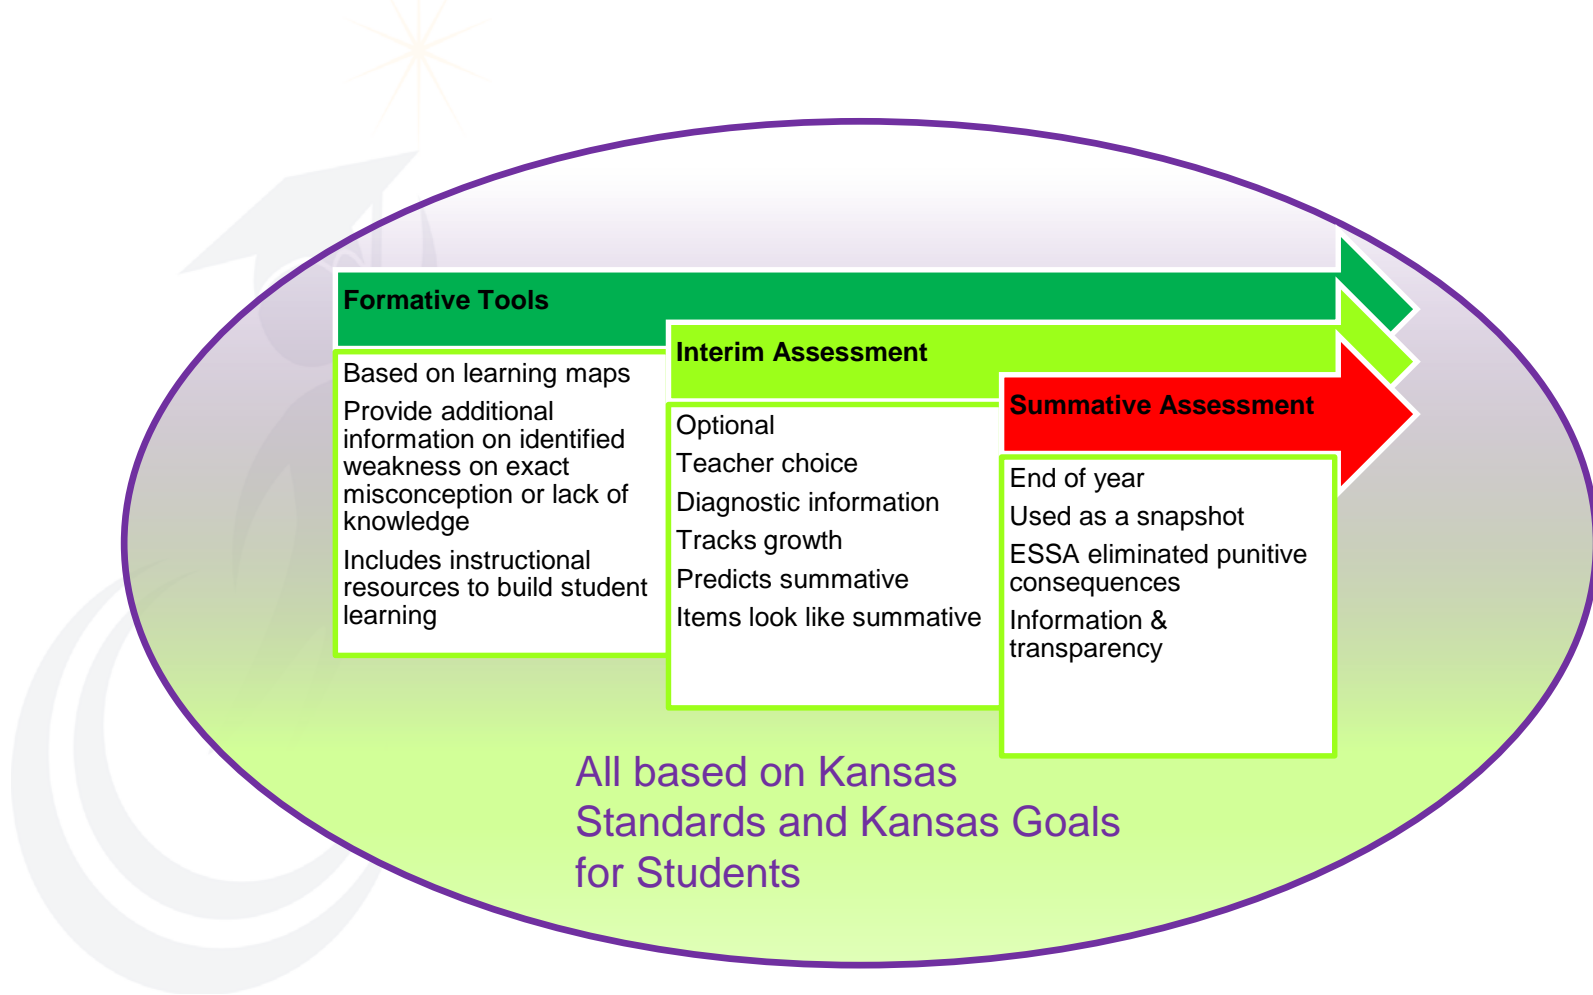 Formative Tools
Based on learning maps
Provide additional
information on identified
weakness on exact
misconception or lack of
knowledge
Includes instructional
resources to build student
learning
Interim Assessment
Optional
Teacher choice
Diagnostic information
Tracks growth
Predicts summative
Items look like summative
Summative Assessment
End of year
Used as a snapshot
ESSA eliminated punitive
consequences
Information &
transparency
All based on Kansas
Standards and Kansas Goals
for Students